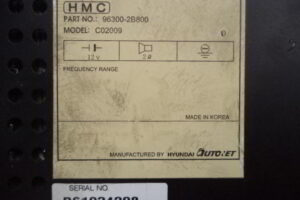 HMC
PART NO.: 96300-2B800
MODEL: C02009
12V
2Ω
FREQUENCY RANGE
MADE IN KOREA
MANUFACTURED BY HYUNDAI AUTONET
SERIAL NO